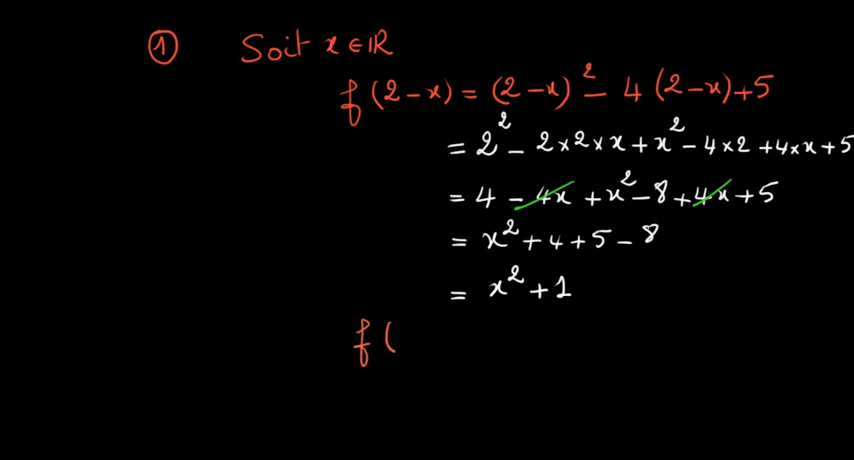 ① Soit x ∈ ℝ
f(2-x) = (2-x)² - 4(2-x)+5
= 2² - 2×2×x + x² - 4×2 + 4×x + 5
= 4 - 4x + x² - 8 + 4x + 5
= x² + 4 + 5 - 8
= x² + 1
f(